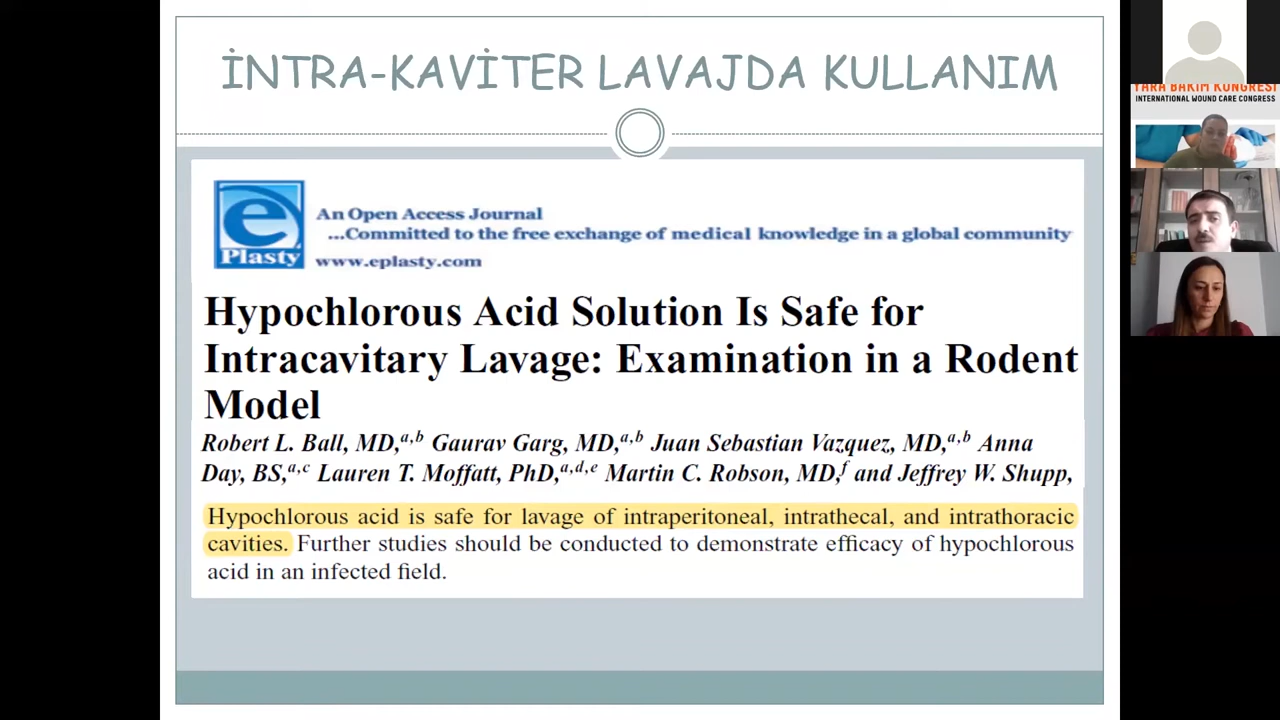 İNTRA-KAVİTER LAVAJDA KULLANIM
e
Plasty
An Open Access Journal
...Committed to the free exchange of medical knowledge in a global community
www.eplasty.com
Hypochlorous Acid Solution Is Safe for
Intracavitary Lavage: Examination in a Rodent
Model
Robert L. Ball, MD,a,b Gaurav Garg, MD,a,b Juan Sebastian Vazquez, MD,a,b Anna
Day, BS,a,c Lauren T. Moffatt, PhD,a,d,e Martin C. Robson, MD,f and Jeffrey W. Shupp,
Hypochlorous acid is safe for lavage of intraperitoneal, intrathecal, and intrathoracic
cavities. Further studies should be conducted to demonstrate efficacy of hypochlorous
acid in an infected field.
YARA BAKIM KONGRESİ
INTERNATIONAL WOUND CARE CONGRESS